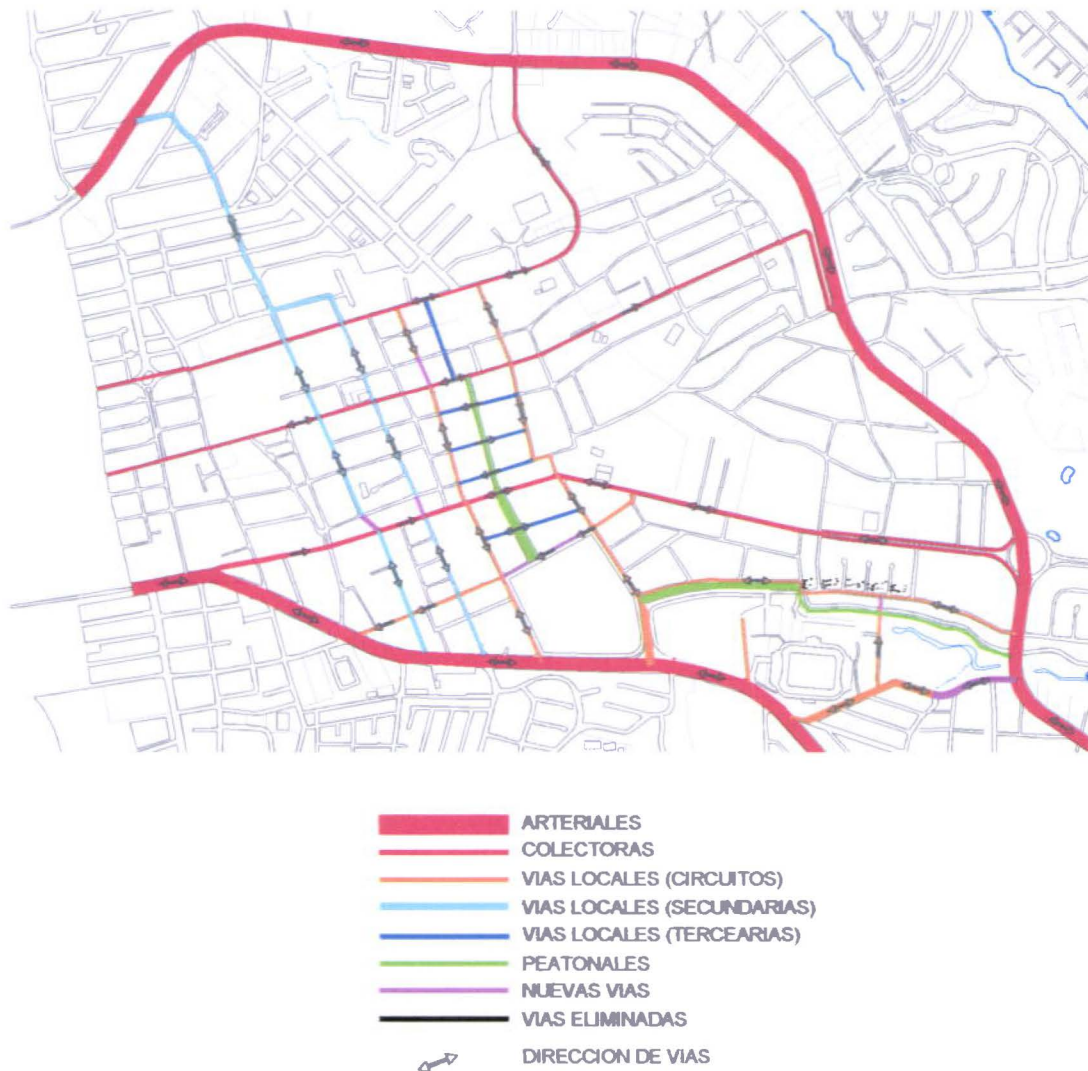 ARTERIALES
COLECTORAS
VIAS LOCALES (CIRCUITOS)
VIAS LOCALES (SECUNDARIAS)
VIAS LOCALES (TERCEARIAS)
PEATONALES
NUEVAS VIAS
VIAS ELIMINADAS
DIRECCION DE VIAS